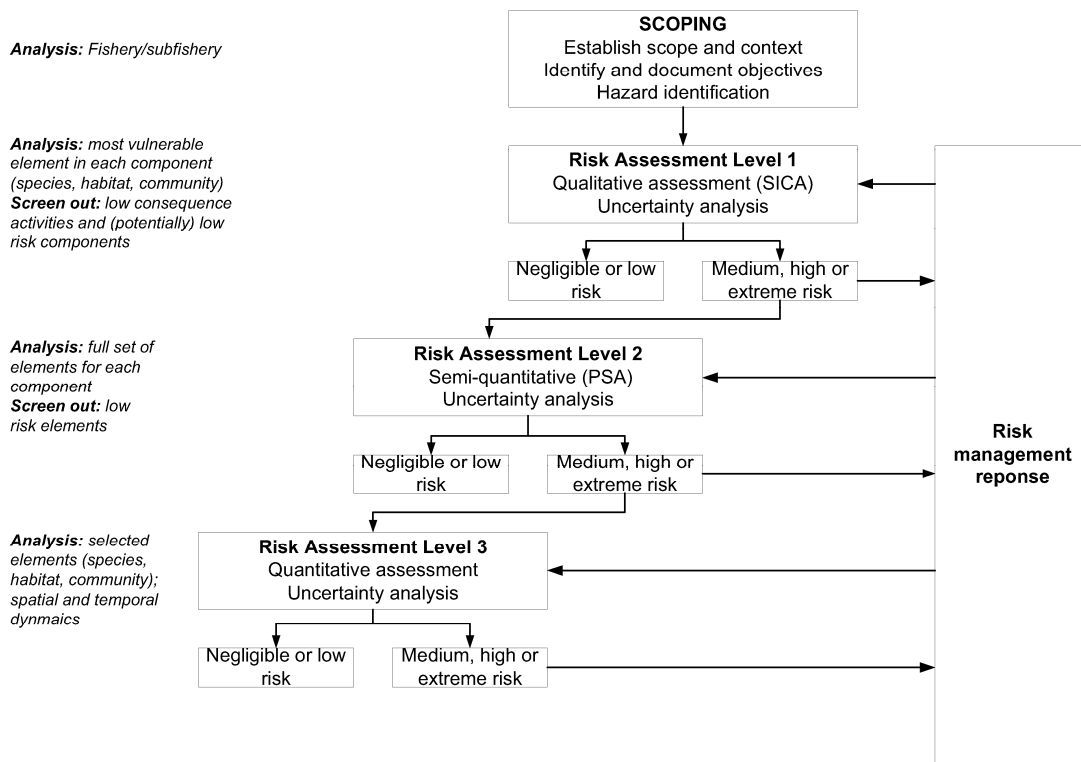 SCOPING
Establish scope and context
Identify and document objectives
Hazard identification
Analysis: Fishery/subfishery
Analysis: most vulnerable
element in each component
(species, habitat, community)
Screen out: low consequence
activities and (potentially) low
risk components
Risk Assessment Level 1
Qualitative assessment (SICA)
Uncertainty analysis
Negligible or low
risk
Medium, high or
extreme risk
Analysis: full set of
elements for each
component
Screen out: low
risk elements
Risk Assessment Level 2
Semi-quantitative (PSA)
Uncertainty analysis
Negligible or low
risk
Medium, high or
extreme risk
Risk
management
reponse
Analysis: selected
elements (species,
habitat, community);
spatial and temporal
dynmaics
Risk Assessment Level 3
Quantitative assessment
Uncertainty analysis
Negligible or low
risk
Medium, high or
extreme risk